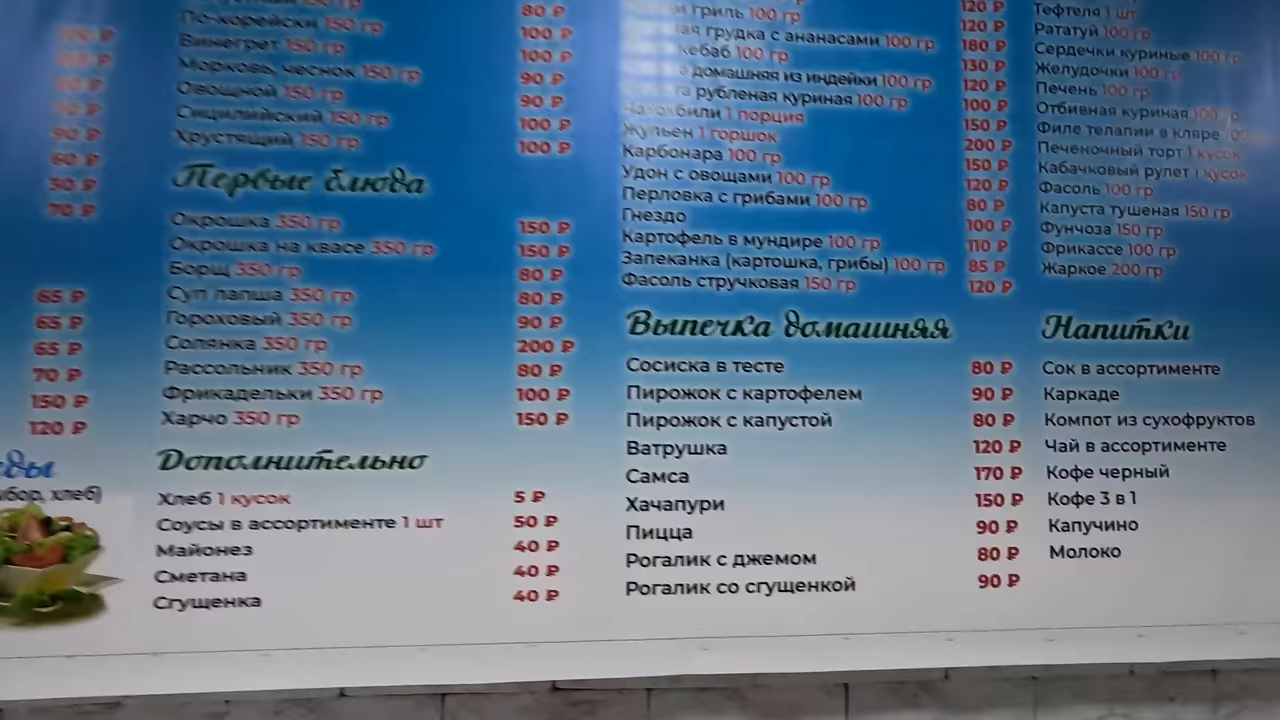 90 ₽
60 ₽
50 ₽
70 ₽
65 ₽
65 ₽
65 ₽
70 ₽
150 ₽
120 ₽
хлеб)
80 ₽
По-корейски 150 гр 100 ₽
Винегрет 150 гр 100 ₽
Морковь, чеснок 150 гр 90 ₽
Овощной 150 гр 90 ₽
Сицилийский 150 гр 100 ₽
Хрустящий 150 гр 100 ₽
Первые блюда
Окрошка 350 гр 150 ₽
Окрошка на квасе 350 гр 150 ₽
Борщ 350 гр 80 ₽
Суп лапша 350 гр 80 ₽
Гороховый 350 гр 90 ₽
Солянка 350 гр 200 ₽
Рассольник 350 гр 80 ₽
Фрикадельки 350 гр 100 ₽
Харчо 350 гр 150 ₽
Дополнительно
Хлеб 1 кусок 5 ₽
Соусы в ассортименте 1 шт 50 ₽
Майонез 40 ₽
Сметана 40 ₽
Сгущенка 40 ₽
гриль 100 гр 120 ₽
грудка с ананасами 100 гр 120 ₽
кебаб 100 гр 180 ₽
домашняя из индейки 100 гр 130 ₽
рубленая куриная 100 гр 120 ₽
1 порция 100 ₽
Жульен 1 горшок 150 ₽
Карбонара 100 гр 200 ₽
Удон с овощами 100 гр 150 ₽
Перловка с грибами 100 гр 120 ₽
Гнездо 80 ₽
Картофель в мундире 100 гр 100 ₽
Запеканка (картошка, грибы) 100 гр 110 ₽
Фасоль стручковая 150 гр 85 ₽
120 ₽
Выпечка домашняя
Сосиска в тесте 80 ₽
Пирожок с картофелем 90 ₽
Пирожок с капустой 80 ₽
Ватрушка 120 ₽
Самса 170 ₽
Хачапури 150 ₽
Пицца 90 ₽
Рогалик с джемом 80 ₽
Рогалик со сгущенкой 90 ₽
Тефтеля 1 шт
Рататуй 100 гр
Сердечки куриные 100 гр
Желудочки 100 гр
Печень 100 гр
Отбивная куриная 100 гр
Филе телапии в кляре
Печеночный торт 1 кусок
Кабачковый рулет 1 кусок
Фасоль 100 гр
Капуста тушеная 150 гр
Фунчоза 150 гр
Фрикассе 100 гр
Жаркое 200 гр
Напитки
Сок в ассортименте
Каркаде
Компот из сухофруктов
Чай в ассортименте
Кофе черный
Кофе 3 в 1
Капучино
Молоко